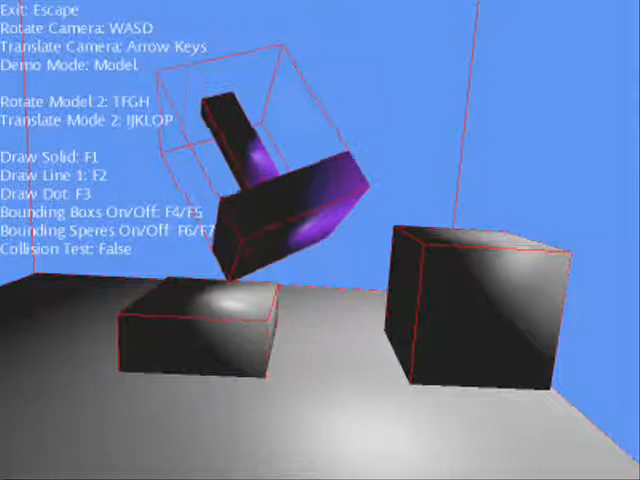 Exit: Escape
Rotate Camera: WASD
Translate Camera: Arrow Keys
Demo Mode: Model
Rotate Model 2: TFGH
Translate Mode 2: IJKLOP
Draw Solid: F1
Draw Line 1: F2
Draw Dot: F3
Bounding Boxs On/Off: F4/F5
Bounding Speres On/Off: F6/F7
Collision Test: False